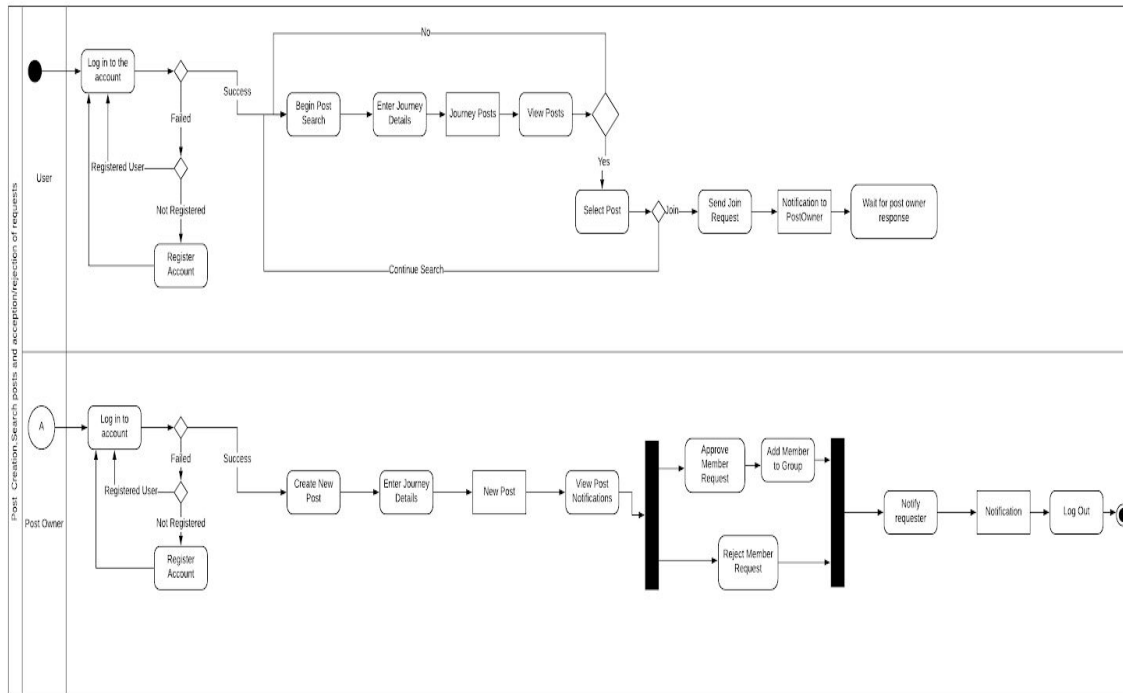 Post Creation,Search posts and acception/rejection of requests
User
Log in to the
account
Success
Failed
Registered User
Not Registered
Register
Account
No
Begin Post
Search
Enter Journey
Details
Journey Posts
View Posts
Yes
Select Post
Join
Send Join
Request
Notification to
PostOwner
Wait for post owner
response
Continue Search
Post Owner
A
Log in to
account
Success
Failed
Registered User
Not Registered
Register
Account
Create New
Post
Enter Journey
Details
New Post
View Post
Notifications
Approve
Member
Request
Add Member
to Group
Reject Member
Request
Notify
requester
Notification
Log Out